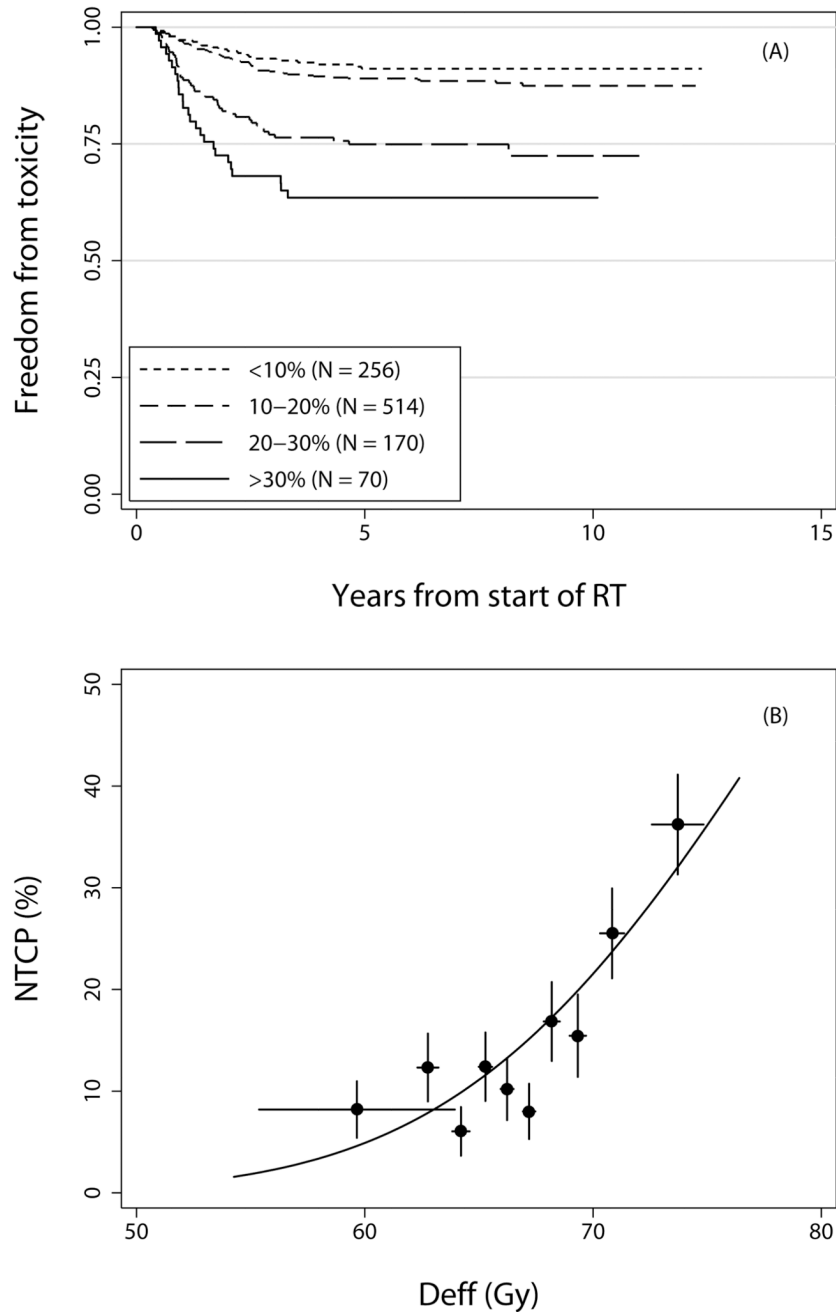 (A)
Freedom from toxicity
1.00
0.75
0.50
0.25
0.00
<10% (N = 256)
10–20% (N = 514)
20–30% (N = 170)
>30% (N = 70)
0 5 10 15
Years from start of RT
(B)
NTCP (%)
50
40
30
20
10
0
50 60 70 80
Deff (Gy)